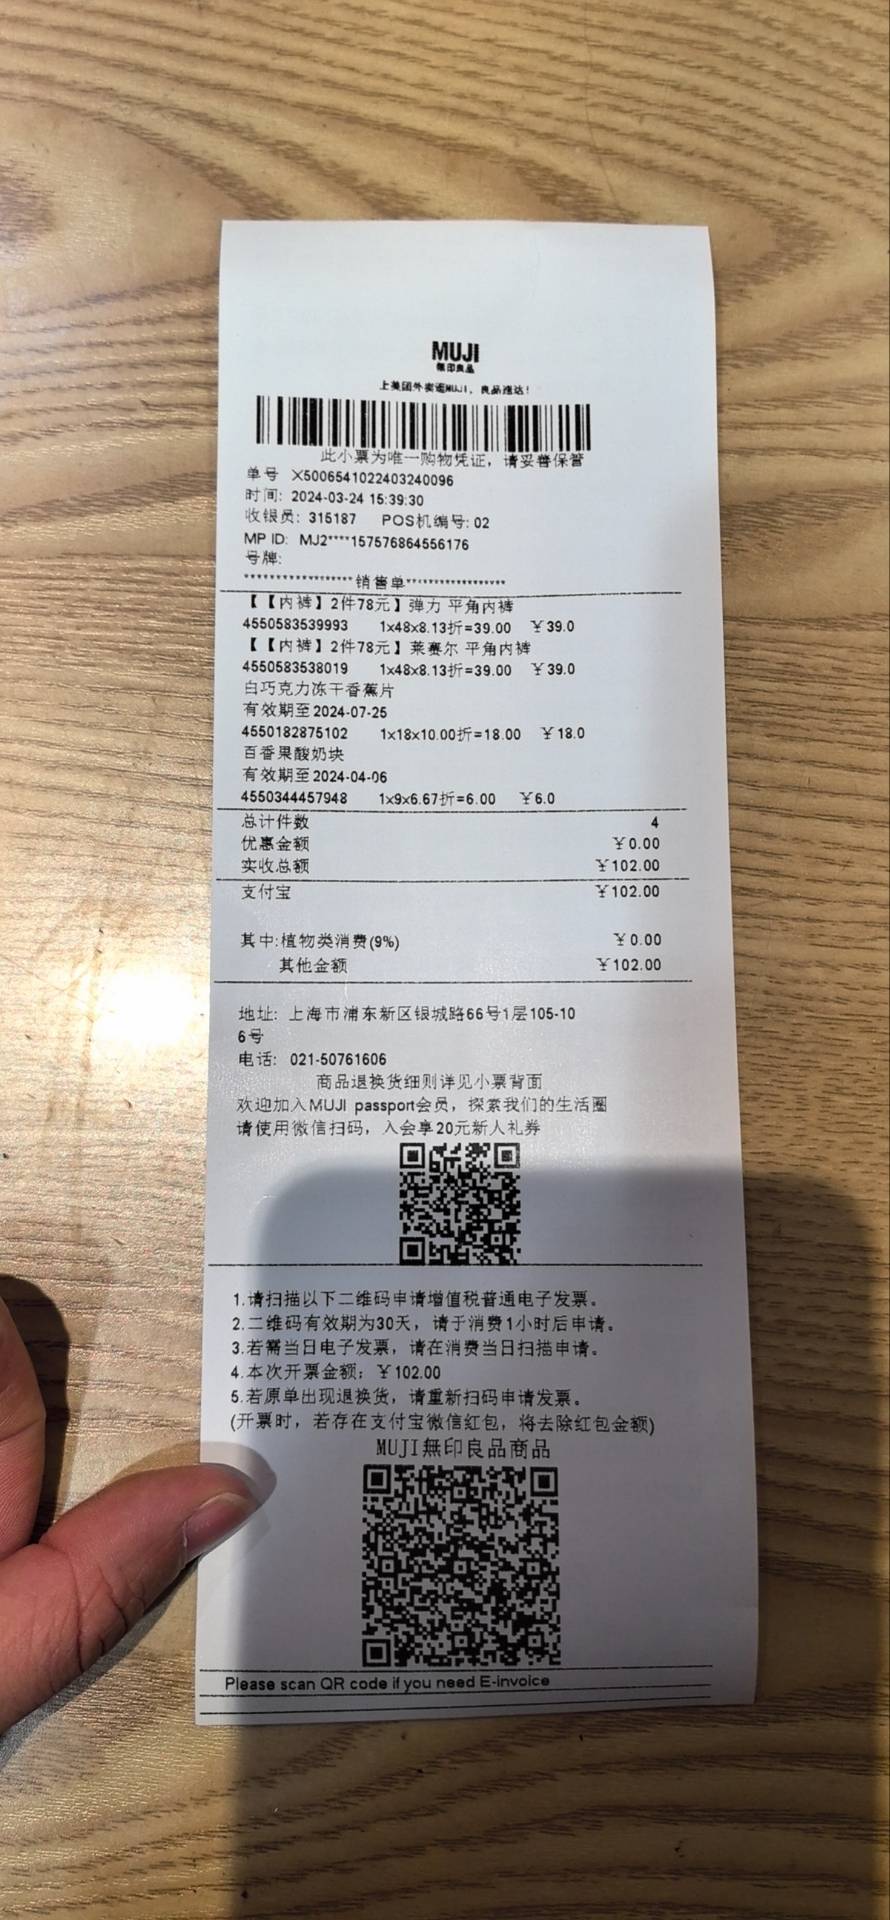 MUJI
無印良品
上美团外卖逛MUJI，良品速达！
此小票为唯一购物凭证，请妥善保管
单号 X5006541022403240096
时间: 2024-03-24 15:39:30
收银员: 315187 POS机编号: 02
MP ID: MJ2****157576864556176
号牌:
******************销售单******************
【【内裤】2件78元】弹力 平角内裤
4550583539993 1x48x8.13折=39.00 ￥39.0
【【内裤】2件78元】莱赛尔 平角内裤
4550583538019 1x48x8.13折=39.00 ￥39.0
白巧克力冻干香蕉片
有效期至2024-07-25
4550182875102 1x18x10.00折=18.00 ￥18.0
百香果酸奶块
有效期至2024-04-06
4550344457948 1x9x6.67折=6.00 ￥6.0
总计件数 4
优惠金额 ￥0.00
实收总额 ￥102.00
支付宝 ￥102.00
其中:植物类消费(9%) ￥0.00
其他金额 ￥102.00
地址: 上海市浦东新区银城路66号1层105-10
6号
电话: 021-50761606
商品退换货细则详见小票背面
欢迎加入MUJI passport会员，探索我们的生活圈
请使用微信扫码，入会享20元新人礼券
1.请扫描以下二维码申请增值税普通电子发票。
2.二维码有效期为30天，请于消费1小时后申请。
3.若需当日电子发票，请在消费当日扫描申请。
4.本次开票金额: ￥102.00
5.若原单出现退换货，请重新扫码申请发票。
(开票时，若存在支付宝微信红包，将去除红包金额)
MUJI無印良品商品
Please scan QR code if you need E-invoice